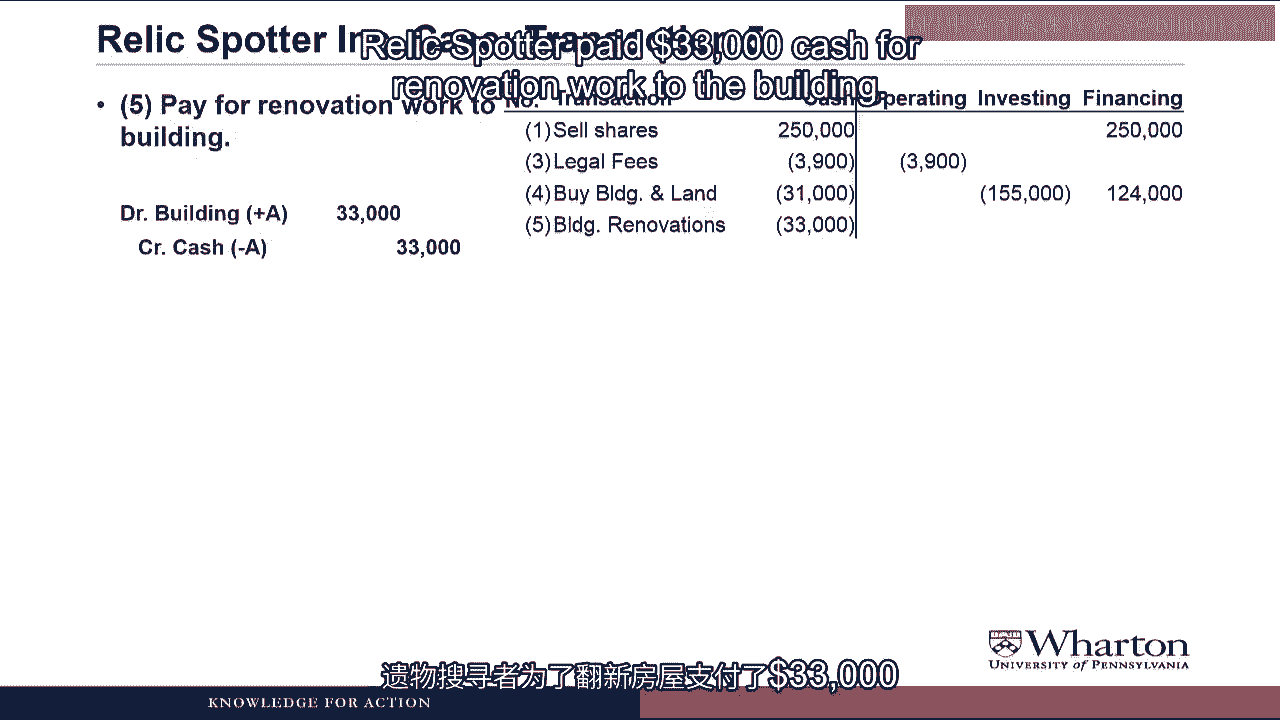 Relic Spotter In
Relic Spotter paid $33,000 cash for
renovation work to the building.
• (5) Pay for renovation work to
building.
Dr. Building (+A) 33,000
Cr. Cash (-A) 33,000
No. Transaction Cash Operating Investing Financing
(1) Sell shares 250,000 250,000
(3) Legal Fees (3,900) (3,900)
(4) Buy Bldg. & Land (31,000) (155,000) 124,000
(5) Bldg. Renovations (33,000)
Wharton
UNIVERSITY of PENNSYLVANIA
遗物搜寻者为了翻新房屋支付了$33,000
KNOWLEDGE FOR ACTION